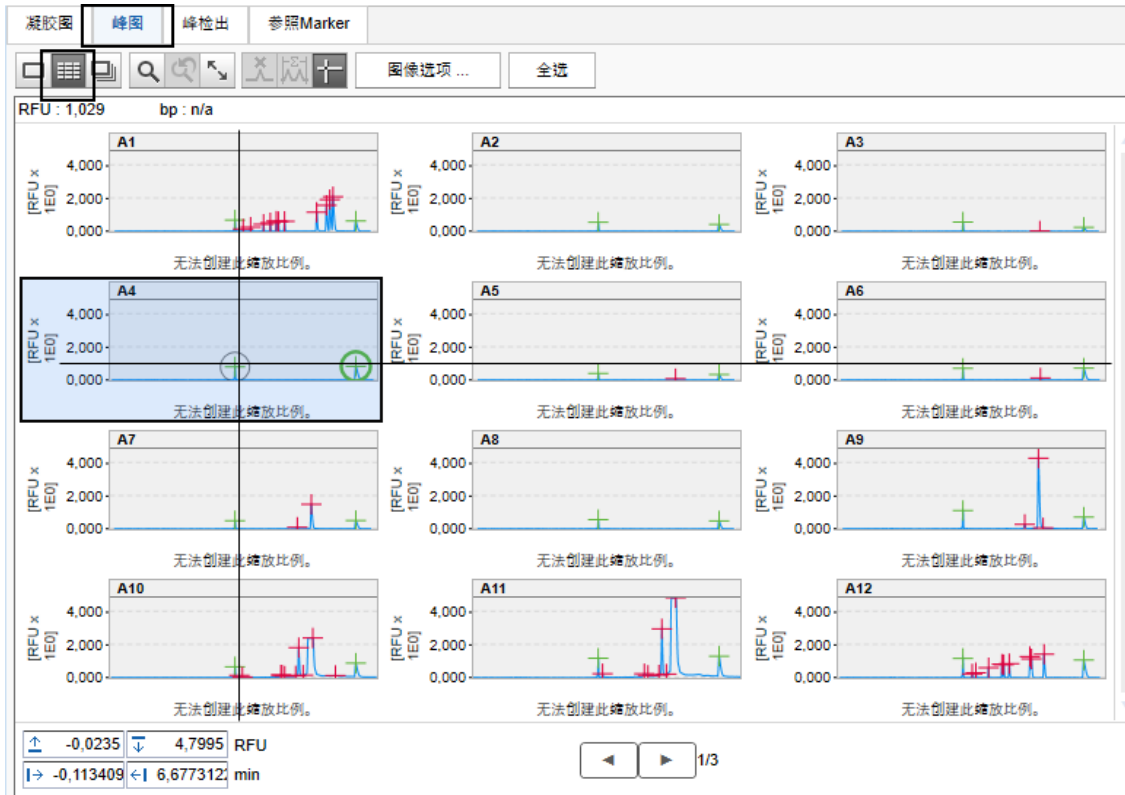 凝胶图 峰图 峰检出 参照Marker
图像选项 ... 全选
RFU : 1,029 bp : n/a
A1 A2 A3
[RFU x 1E0] 4,000 2,000 0,000 [RFU x 1E0] 4,000 2,000 0,000 [RFU x 1E0] 4,000 2,000 0,000
无法创建此缩放比例。 无法创建此缩放比例。 无法创建此缩放比例。
A4 A5 A6
[RFU x 1E0] 4,000 2,000 0,000 [RFU x 1E0] 4,000 2,000 0,000 [RFU x 1E0] 4,000 2,000 0,000
无法创建此缩放比例。 无法创建此缩放比例。 无法创建此缩放比例。
A7 A8 A9
[RFU x 1E0] 4,000 2,000 0,000 [RFU x 1E0] 4,000 2,000 0,000 [RFU x 1E0] 4,000 2,000 0,000
无法创建此缩放比例。 无法创建此缩放比例。 无法创建此缩放比例。
A10 A11 A12
[RFU x 1E0] 4,000 2,000 0,000 [RFU x 1E0] 4,000 2,000 0,000 [RFU x 1E0] 4,000 2,000 0,000
无法创建此缩放比例。 无法创建此缩放比例。 无法创建此缩放比例。
-0,0235 4,7995 RFU
1/3
-0,113409 6,6773122 min